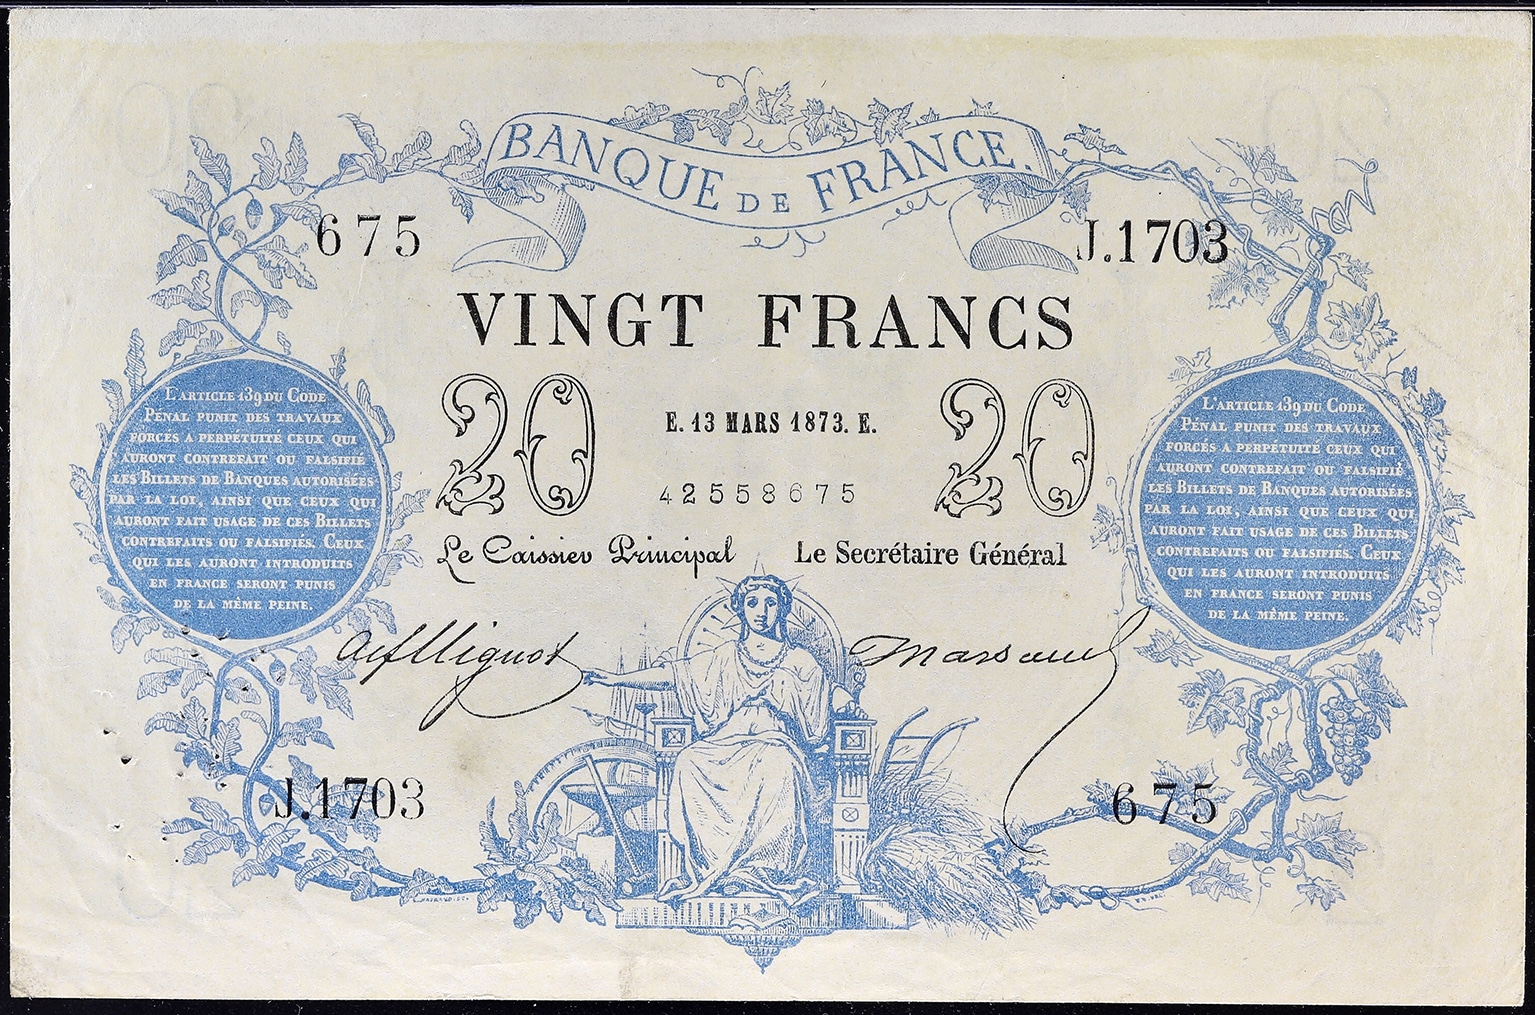 BANQUE DE FRANCE.
675
J.1703
VINGT FRANCS
20
E. 13 MARS 1873. E.
20
42558675
Le Caissier Principal
Le Secrétaire Général
L'ARTICLE 139 DU CODE
PÉNAL PUNIT DES TRAVAUX
FORCÉS A PERPÉTUITÉ CEUX QUI
AURONT CONTREFAIT OU FALSIFIÉ
LES BILLETS DE BANQUES AUTORISÉES
PAR LA LOI, AINSI QUE CEUX QUI
AURONT FAIT USAGE DE CES BILLETS
CONTREFAITS OU FALSIFIÉS. CEUX
QUI LES AURONT INTRODUITS
EN FRANCE SERONT PUNIS
DE LA MÊME PEINE.
L'ARTICLE 139 DU CODE
PÉNAL PUNIT DES TRAVAUX
FORCÉS A PERPÉTUITÉ CEUX QUI
AURONT CONTREFAIT OU FALSIFIÉ
LES BILLETS DE BANQUES AUTORISÉES
PAR LA LOI, AINSI QUE CEUX QUI
AURONT FAIT USAGE DE CES BILLETS
CONTREFAITS OU FALSIFIÉS. CEUX
QUI LES AURONT INTRODUITS
EN FRANCE SERONT PUNIS
DE LA MÊME PEINE.
Mignot
Marsaud
J.1703
675